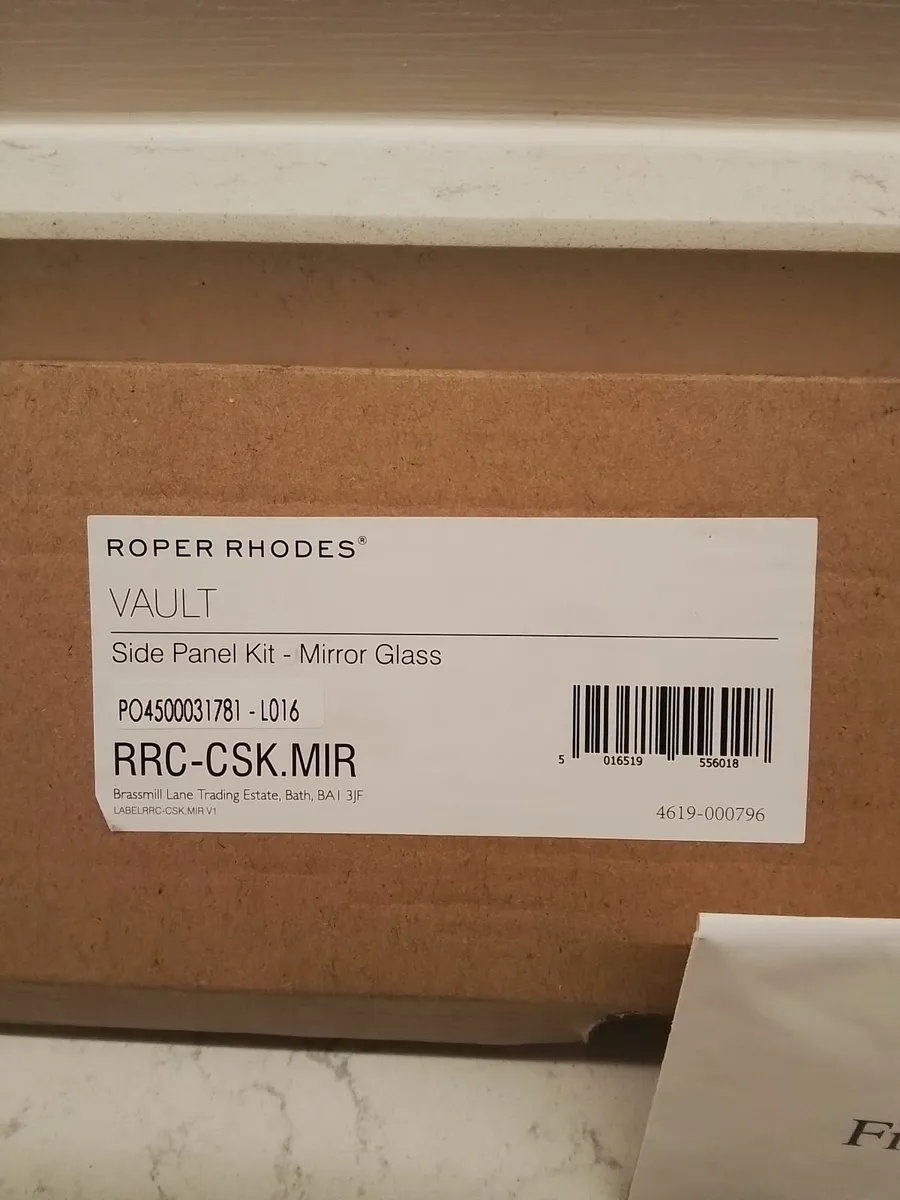 ROPER RHODES®
VAULT
Side Panel Kit - Mirror Glass
PO4500031781 - L016
RRC-CSK.MIR
Brassmill Lane Trading Estate, Bath, BA1 3JF
LABELRRC-CSK.MIR V1
5 016519 556018
4619-000796